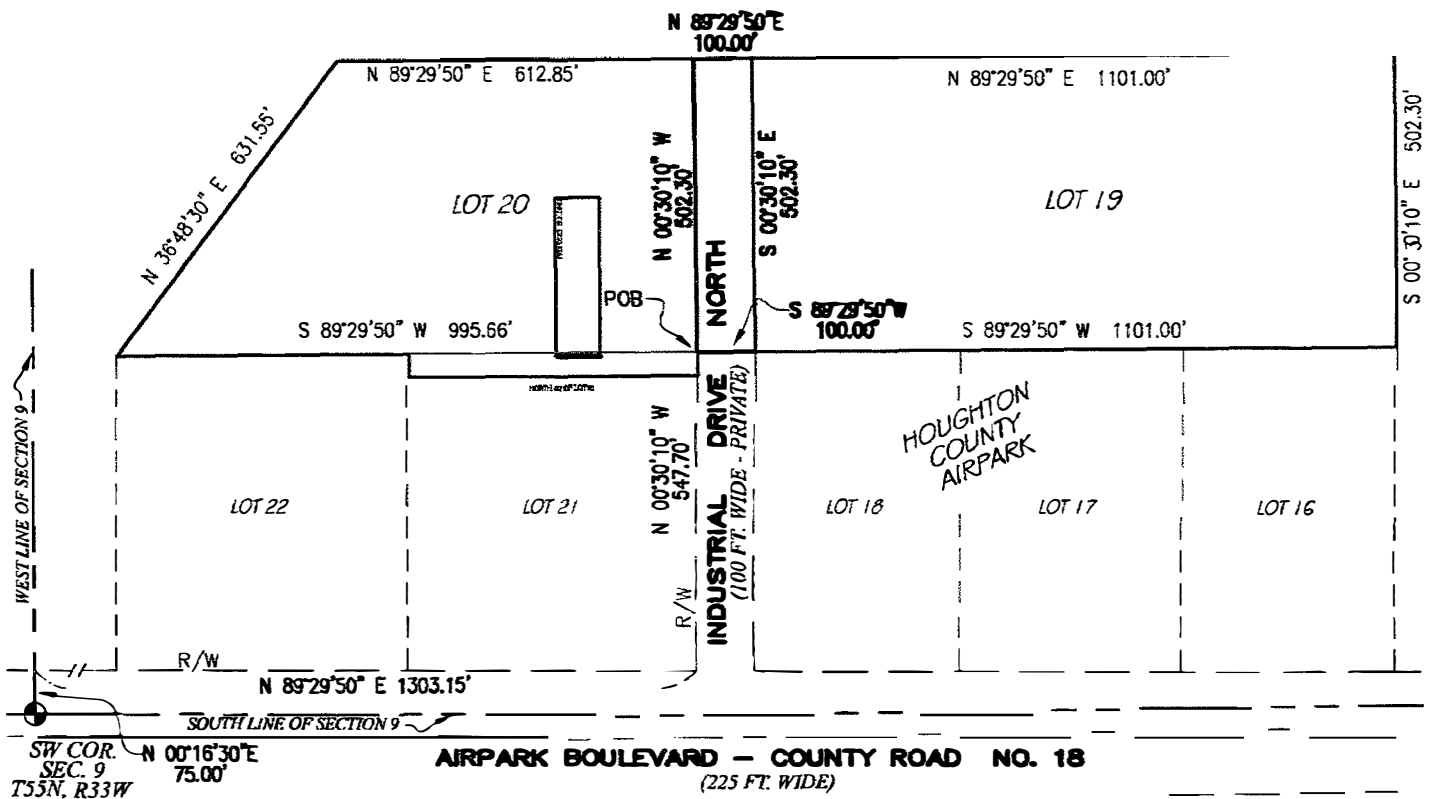 N 89°29'50" E
100.00'
N 89°29'50" E 612.85'
N 89°29'50" E 1101.00'
N 36°48'30" E 631.55'
LOT 20
N 00°30'10" W
502.30'
NORTH
S 00°30'10" E
502.30'
LOT 19
S 00°30'10" E 502.30'
POB
S 89°29'50" W 995.66'
S 89°29'50" W
100.00'
S 89°29'50" W 1101.00'
WEST LINE OF SECTION 9
LOT 22
LOT 21
N 00°30'10" W
547.70'
INDUSTRIAL DRIVE
(100 FT. WIDE - PRIVATE)
HOUGHTON
COUNTY
AIRPARK
LOT 18
LOT 17
LOT 16
R/W
R/W
N 89°29'50" E 1303.15'
SOUTH LINE OF SECTION 9
SW COR.
SEC. 9
T55N, R33W
N 00°16'30" E
75.00'
AIRPARK BOULEVARD – COUNTY ROAD NO. 18
(225 FT. WIDE)